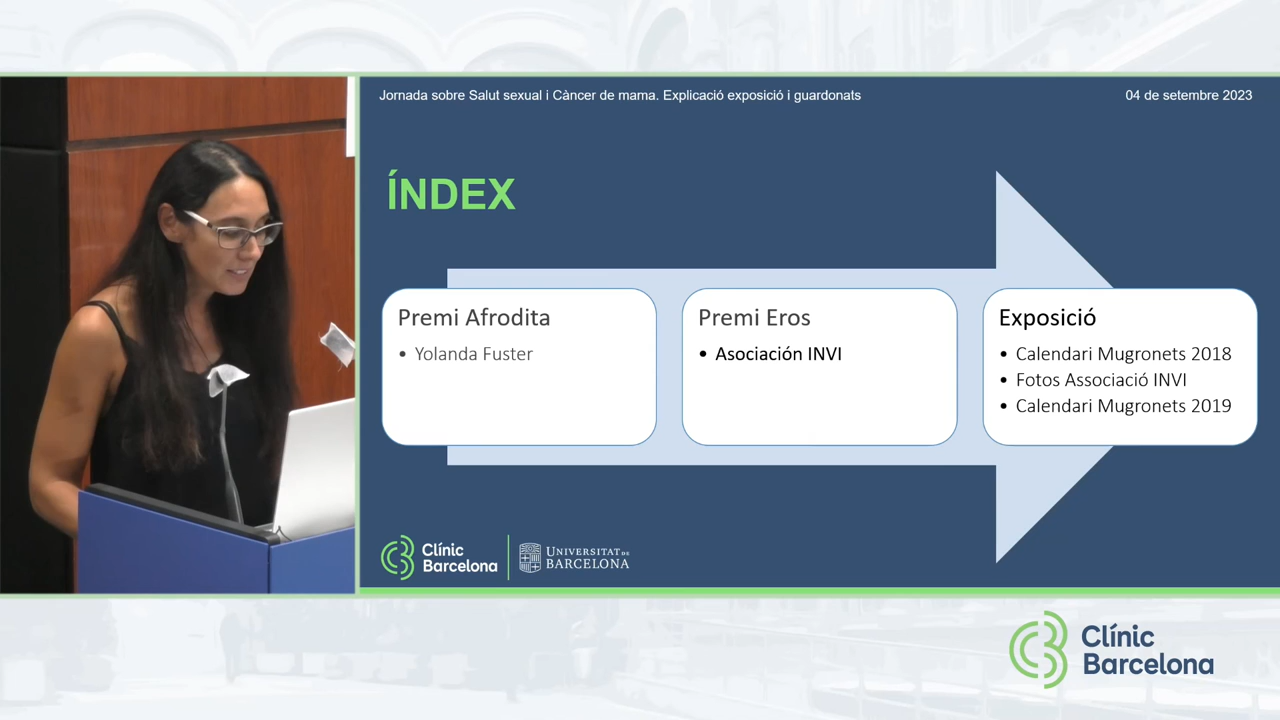 Jornada sobre Salut sexual i Càncer de mama. Explicació exposició i guardonats
04 de setembre 2023
ÍNDEX
Premi Afrodita
• Yolanda Fuster
Premi Eros
• Asociación INVI
Exposició
• Calendari Mugronets 2018
• Fotos Associació INVI
• Calendari Mugronets 2019
Clínic
Barcelona
UNIVERSITAT DE
BARCELONA
Clínic
Barcelona